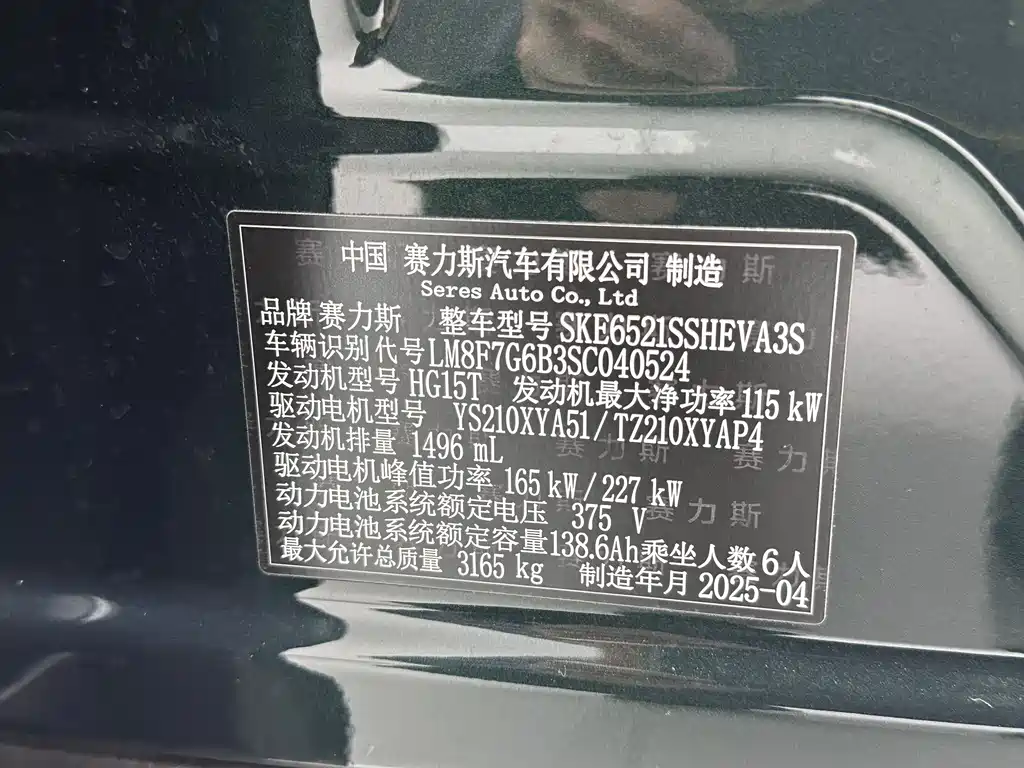 中国 赛力斯汽车有限公司 制造
Seres Auto Co., Ltd
品牌 赛力斯 整车型号 SKE6521SSHEVA3S
车辆识别代号 LM8F7G6B3SC040524
发动机型号 HG15T 发动机最大净功率 115 kW
驱动电机型号 YS210XYA51/TZ210XYAP4
发动机排量 1496 mL
驱动电机峰值功率 165 kW/227 kW
动力电池系统额定电压 375 V
动力电池系统额定容量 138.6Ah 乘坐人数 6 人
最大允许总质量 3165 kg 制造年月 2025-04